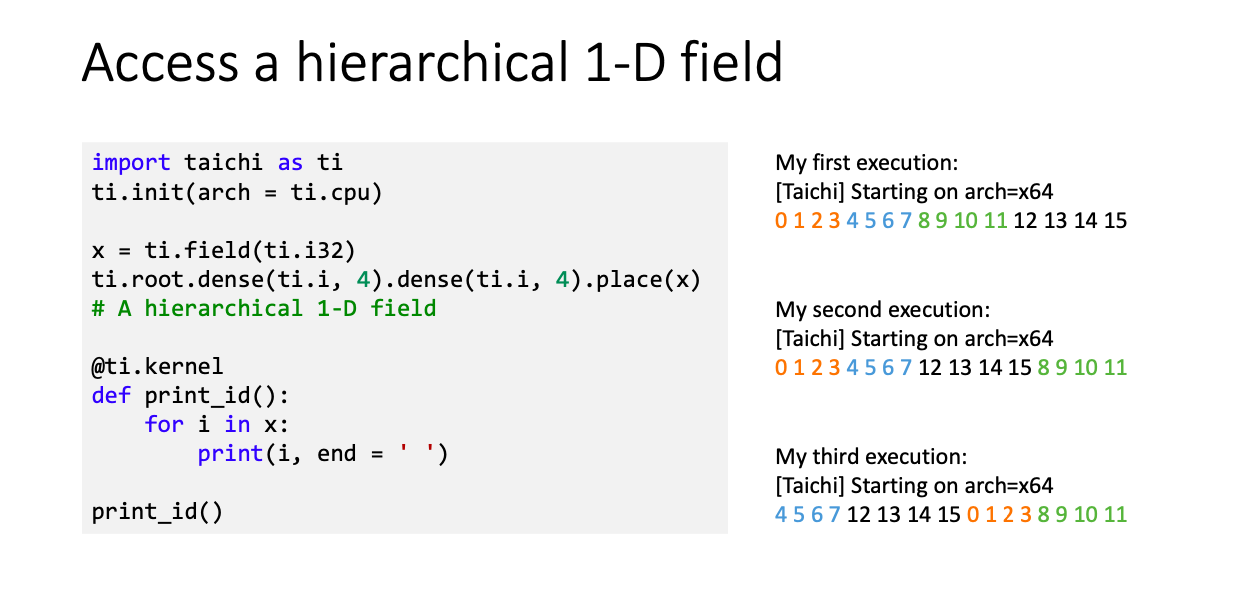 Access a hierarchical 1-D field
import taichi as ti
ti.init(arch = ti.cpu)
x = ti.field(ti.i32)
ti.root.dense(ti.i, 4).dense(ti.i, 4).place(x)
# A hierarchical 1-D field
@ti.kernel
def print_id():
    for i in x:
        print(i, end = ' ')
print_id()
My first execution:
[Taichi] Starting on arch=x64
0 1 2 3 4 5 6 7 8 9 10 11 12 13 14 15
My second execution:
[Taichi] Starting on arch=x64
0 1 2 3 4 5 6 7 12 13 14 15 8 9 10 11
My third execution:
[Taichi] Starting on arch=x64
4 5 6 7 12 13 14 15 0 1 2 3 8 9 10 11